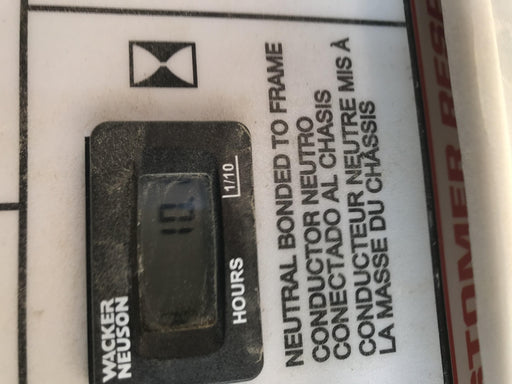 WACKER
NEUSON
10.
HOURS
1/10
NEUTRAL BONDED TO FRAME
CONDUCTOR NEUTRO
CONECTADO AL CHASIS
CONDUCTEUR NEUTRE MIS À
LA MASSE DU CHÂSSIS